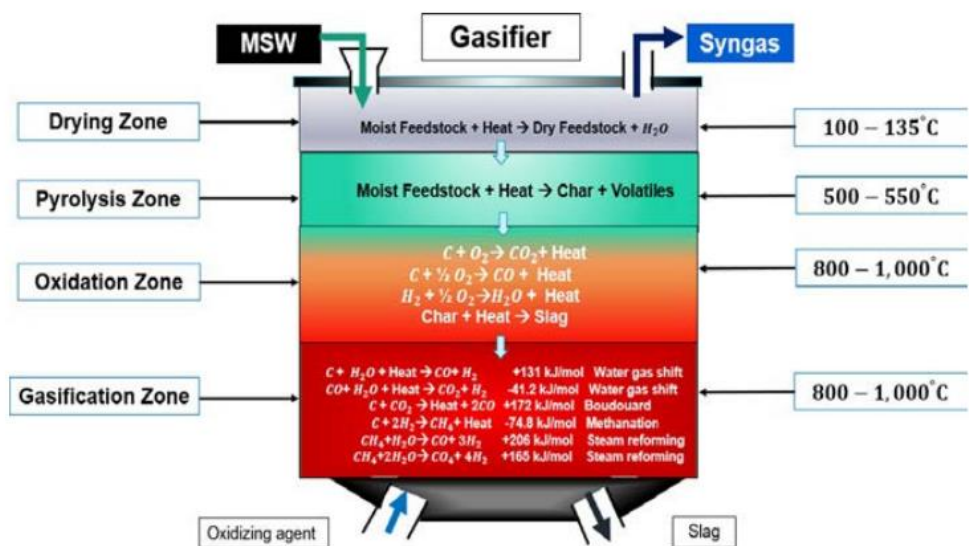 MSW
Gasifier
Syngas
Drying Zone
Moist Feedstock + Heat → Dry Feedstock + H₂O
100 – 135°C
Pyrolysis Zone
Moist Feedstock + Heat → Char + Volatiles
500 – 550°C
Oxidation Zone
C + O₂→ CO₂+ Heat
C + ½ O₂→ CO + Heat
H₂ + ½ O₂→H₂O + Heat
Char + Heat → Slag
800 – 1,000°C
Gasification Zone
C + H₂O + Heat→ CO+ H₂ +131 kJ/mol Water gas shift
CO+ H₂O + Heat→ CO₂+ H₂ -41.2 kJ/mol Water gas shift
C + CO₂→ Heat + 2CO +172 kJ/mol Boudouard
C + 2H₂→ CH₄+ Heat -74.8 kJ/mol Methanation
CH₄+H₂O→ CO+ 3H₂ +206 kJ/mol Steam reforming
CH₄+2H₂O→ CO₄+ 4H₂ +165 kJ/mol Steam reforming
800 – 1,000°C
Oxidizing agent
Slag